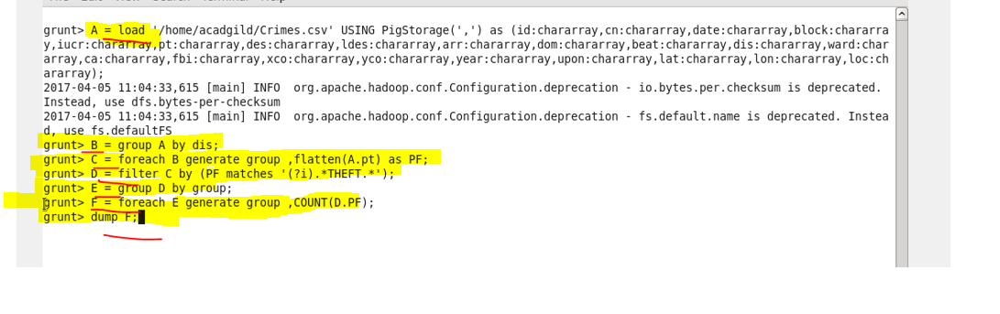 grunt> A = load '/home/acadgild/Crimes.csv' USING PigStorage(',') as (id:chararray,cn:chararray,date:chararray,block:chararra
y,iucr:chararray,pt:chararray,des:chararray,ldes:chararray,arr:chararray,dom:chararray,beat:chararray,dis:chararray,ward:char
array,ca:chararray,fbi:chararray,xco:chararray,yco:chararray,year:chararray,upon:chararray,lat:chararray,lon:chararray,loc:ch
ararray);
2017-04-05 11:04:33,615 [main] INFO  org.apache.hadoop.conf.Configuration.deprecation - io.bytes.per.checksum is deprecated.
Instead, use dfs.bytes-per-checksum
2017-04-05 11:04:33,615 [main] INFO  org.apache.hadoop.conf.Configuration.deprecation - fs.default.name is deprecated. Instea
d, use fs.defaultFS
grunt> B = group A by dis;
grunt> C = foreach B generate group ,flatten(A.pt) as PF;
grunt> D = filter C by (PF matches '(?i).*THEFT.*');
grunt> E = group D by group;
grunt> F = foreach E generate group ,COUNT(D.PF);
grunt> dump F;